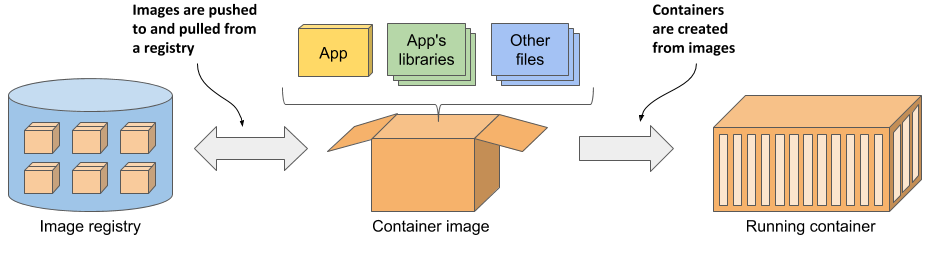 Images are pushed
to and pulled from
a registry
App
App's
libraries
Other
files
Containers
are created
from images
Image registry
Container image
Running container